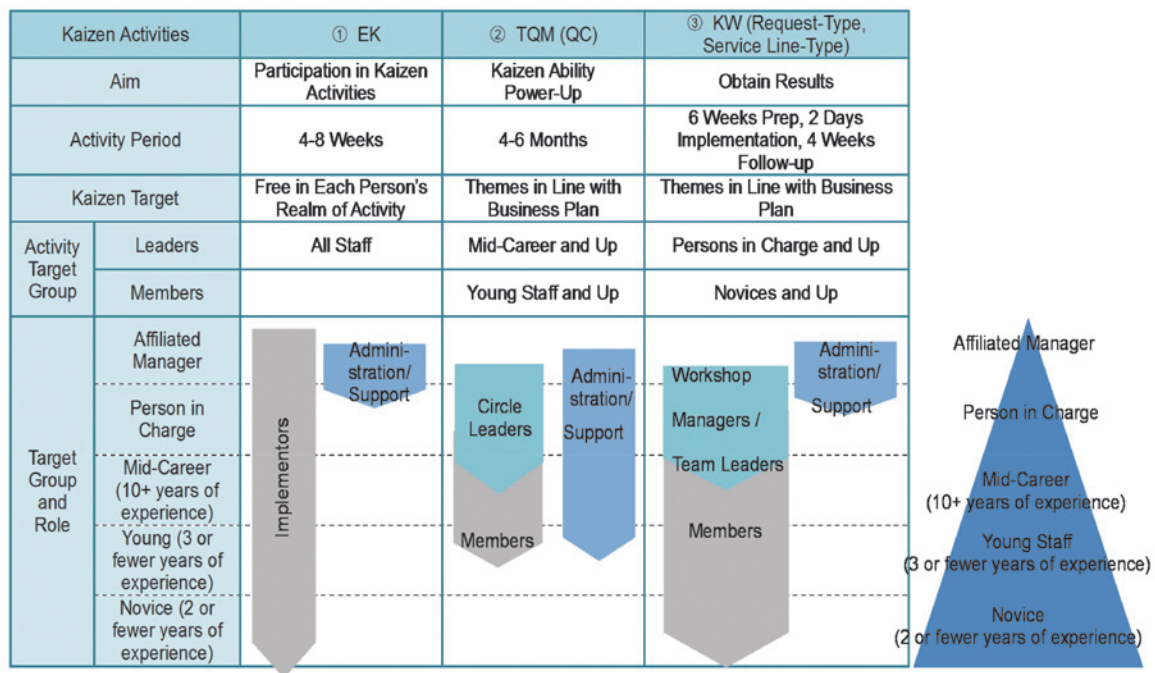 Kaizen Activities
① EK
② TQM (QC)
③ KW (Request-Type,
Service Line-Type)
Aim
Participation in Kaizen
Activities
Kaizen Ability
Power-Up
Obtain Results
Activity Period
4-8 Weeks
4-6 Months
6 Weeks Prep, 2 Days
Implementation, 4 Weeks
Follow-up
Kaizen Target
Free in Each Person's
Realm of Activity
Themes in Line with
Business Plan
Themes in Line with Business
Plan
Activity
Target
Group
Leaders
All Staff
Mid-Career and Up
Persons in Charge and Up
Members
Young Staff and Up
Novices and Up
Target
Group
and
Role
Affiliated
Manager
Person in
Charge
Mid-Career
(10+ years of
experience)
Young (3 or
fewer years of
experience)
Novice (2 or
fewer years of
experience)
Implementors
Admini-
stration/
Support
Circle
Leaders
Members
Admini-
stration/
Support
Workshop
Managers /
Team Leaders
Members
Admini-
stration/
Support
Affiliated Manager
Person in Charge
Mid-Career
(10+ years of experience)
Young Staff
(3 or fewer years of experience)
Novice
(2 or fewer years of experience)